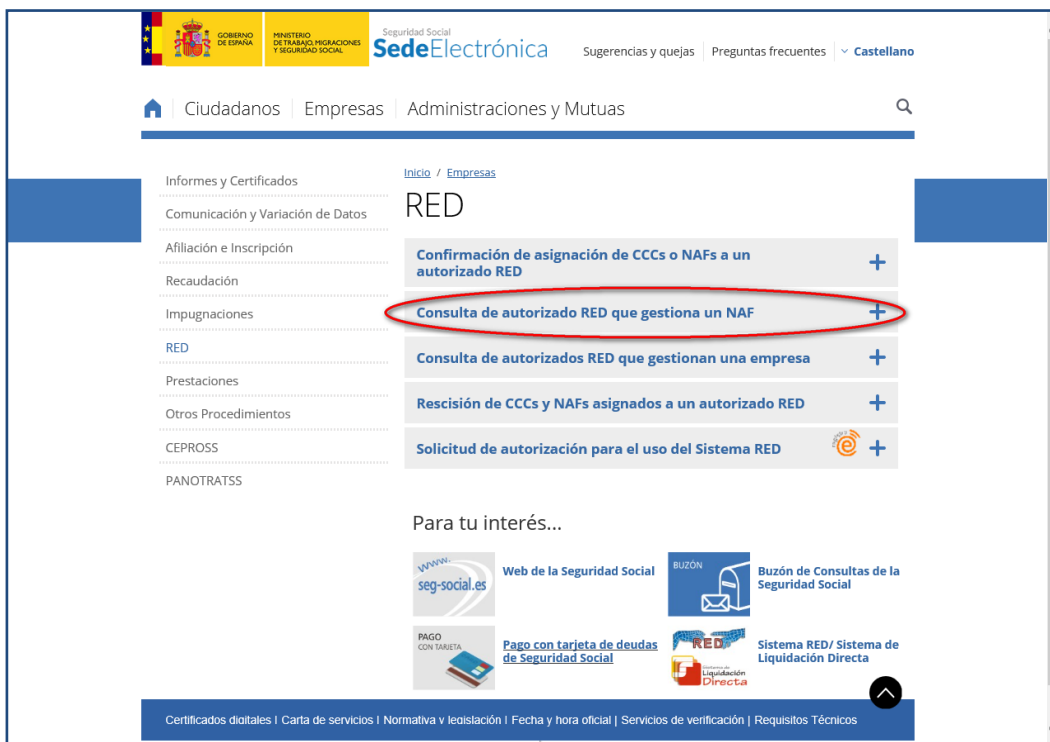 GOBIERNO
DE ESPAÑA
MINISTERIO
DE TRABAJO, MIGRACIONES
Y SEGURIDAD SOCIAL
Seguridad Social
SedeElectrónica
Sugerencias y quejas
Preguntas frecuentes
Castellano
Ciudadanos
Empresas
Administraciones y Mutuas
Informes y Certificados
Comunicación y Variación de Datos
Afiliación e Inscripción
Recaudación
Impugnaciones
RED
Prestaciones
Otros Procedimientos
CEPROSS
PANOTRATSS
Inicio / Empresas
RED
Confirmación de asignación de CCCs o NAFs a un
autorizado RED
Consulta de autorizado RED que gestiona un NAF
Consulta de autorizados RED que gestionan una empresa
Rescisión de CCCs y NAFs asignados a un autorizado RED
Solicitud de autorización para el uso del Sistema RED
Para tu interés...
www.
seg-social.es
Web de la Seguridad Social
BUZÓN
Buzón de Consultas de la
Seguridad Social
PAGO
CON TARJETA
Pago con tarjeta de deudas
de Seguridad Social
RED
Liquidación
Directa
Sistema RED/ Sistema de
Liquidación Directa
Certificados digitales I Carta de servicios I Normativa y legislación I Fecha y hora oficial | Servicios de verificación | Requisitos Técnicos